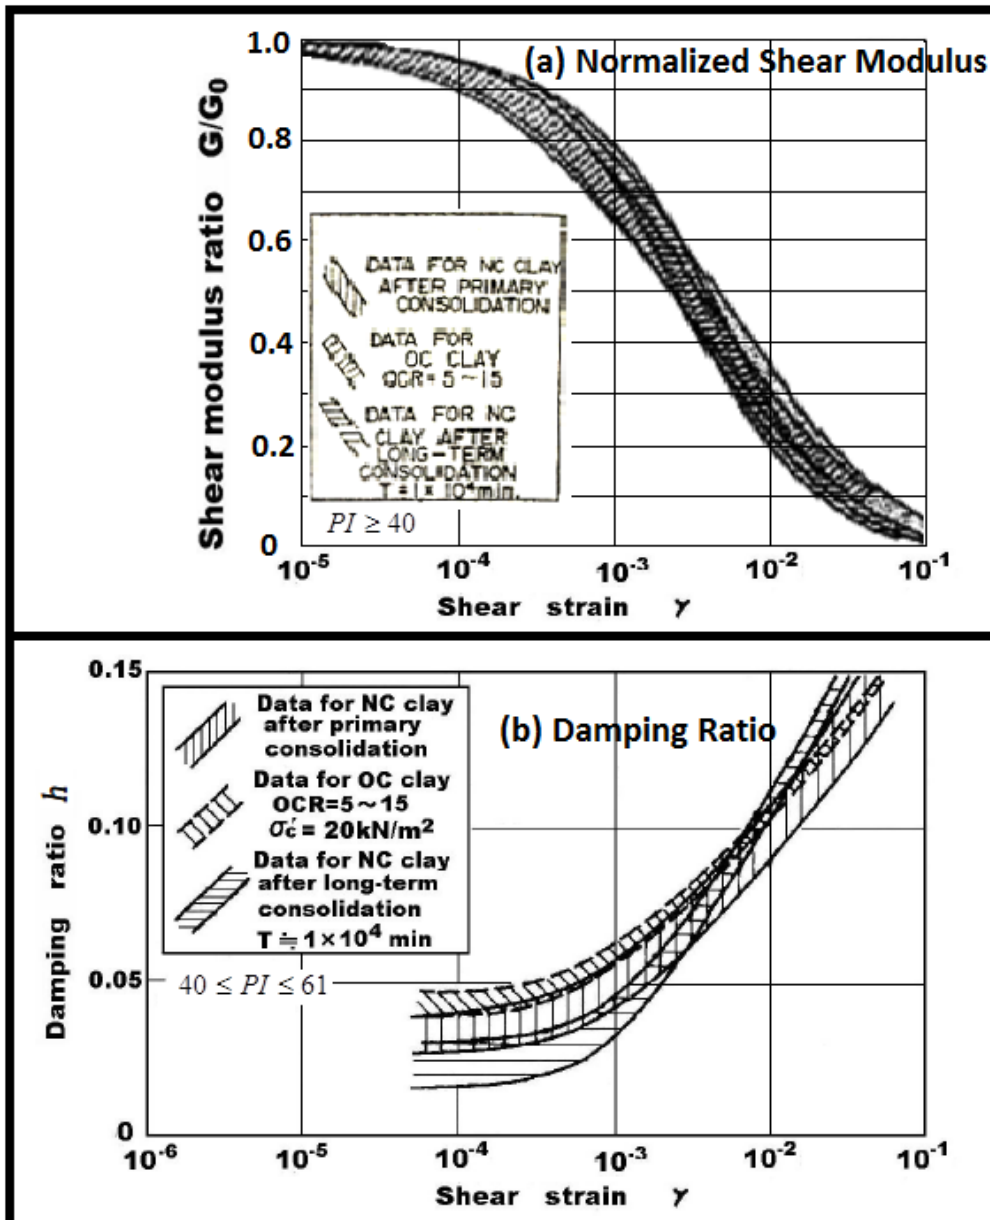 (a) Normalized Shear Modulus
Shear modulus ratio G/G₀
1.0
0.8
0.6
0.4
0.2
0
DATA FOR NC CLAY
AFTER PRIMARY
CONSOLIDATION
DATA FOR
OC CLAY
OCR = 5 ~ 15
DATA FOR NC
CLAY AFTER
LONG-TERM
CONSOLIDATION
T = 1 × 10⁴ min.
PI ≥ 40
10⁻⁵ 10⁻⁴ 10⁻³ 10⁻² 10⁻¹
Shear strain γ
(b) Damping Ratio
Damping ratio h
0.15
0.10
0.05
0
Data for NC clay
after primary
consolidation
Data for OC clay
OCR=5~15
σc′ = 20kN/m²
Data for NC clay
after long-term
consolidation
T ≒ 1×10⁴ min
40 ≤ PI ≤ 61
10⁻⁶ 10⁻⁵ 10⁻⁴ 10⁻³ 10⁻² 10⁻¹
Shear strain γ